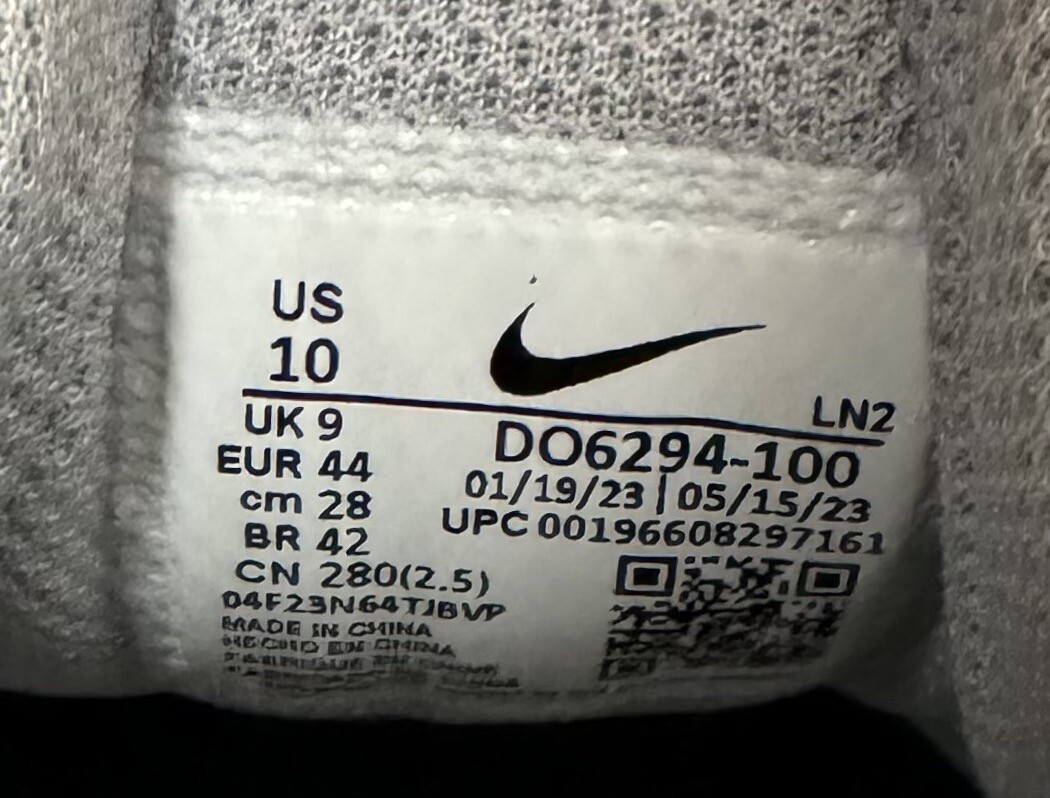 US
10
LN2
UK 9
EUR 44
cm 28
BR 42
CN 280(2.5)
DO6294-100
01/19/23 | 05/15/23
UPC 00196608297161
04F23N64TJBVP
MADE IN CHINA
HECHO EN CHINA